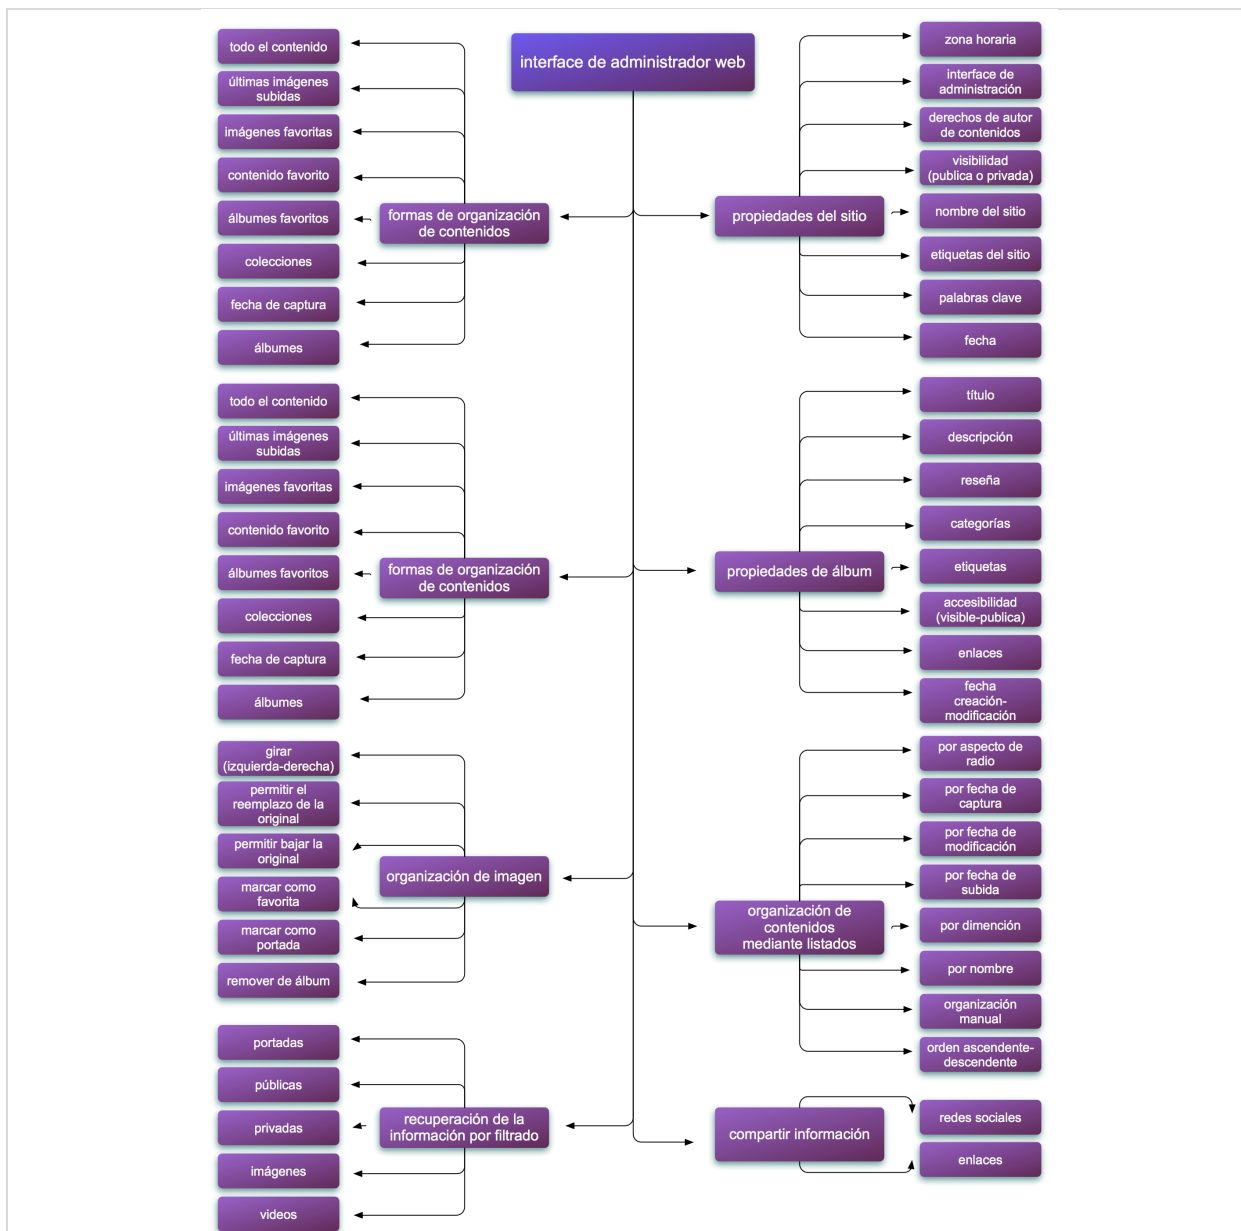 interface de administrador web
todo el contenido
últimas imágenes
subidas
imágenes favoritas
contenido favorito
álbumes favoritos
colecciones
fecha de captura
álbumes
formas de organización
de contenidos
zona horaria
interface de
administración
derechos de autor
de contenidos
visibilidad
(publica o privada)
nombre del sitio
etiquetas del sitio
palabras clave
fecha
propiedades del sitio
todo el contenido
últimas imágenes
subidas
imágenes favoritas
contenido favorito
álbumes favoritos
colecciones
fecha de captura
álbumes
formas de organización
de contenidos
título
descripción
reseña
categorías
etiquetas
accesibilidad
(visible-publica)
enlaces
fecha
creación-
modificación
propiedades de álbum
girar
(izquierda-derecha)
permitir el
reemplazo de la
original
permitir bajar la
original
marcar como
favorita
marcar como
portada
remover de álbum
organización de imagen
por aspecto de
radio
por fecha de
captura
por fecha de
modificación
por fecha de
subida
por dimención
por nombre
organización
manual
orden ascendente-
descendente
organización de
contenidos
mediante listados
portadas
públicas
privadas
imágenes
videos
recuperación de la
información por filtrado
compartir información
redes sociales
enlaces